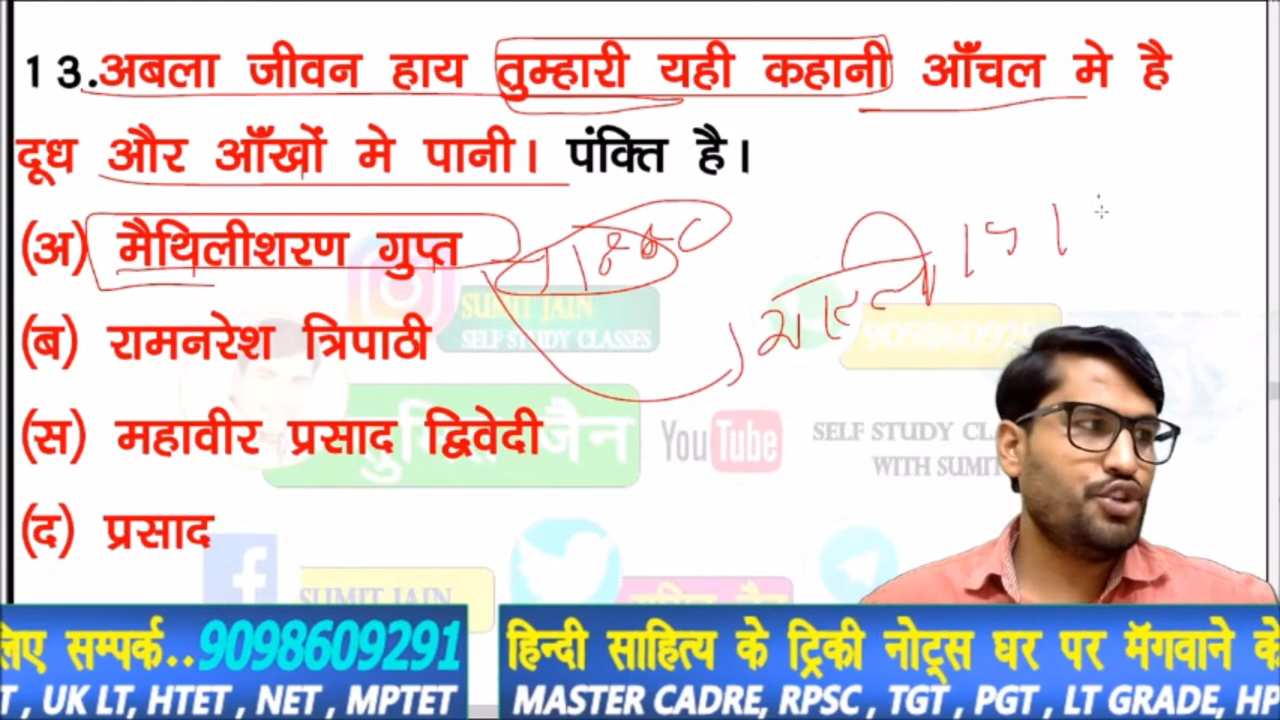 13.अबला जीवन हाय तुम्हारी यही कहानी आँचल मे है
दूध और आँखों मे पानी। पंक्ति है।
(अ) मैथिलीशरण गुप्त
(ब) रामनरेश त्रिपाठी
(स) महावीर प्रसाद द्विवेदी
(द) प्रसाद
SUMIT JAIN
SELF STUDY CLASSES
जैन
YouTube
SELF STUDY
WITH SUMIT
SUMIT JAIN
लिए सम्पर्क..9098609291
हिन्दी साहित्य के ट्रिकी नोट्स घर पर मॅगवाने के
T , UK LT, HTET , NET , MPTET
MASTER CADRE, RPSC , TGT , PGT , LT GRADE, HP